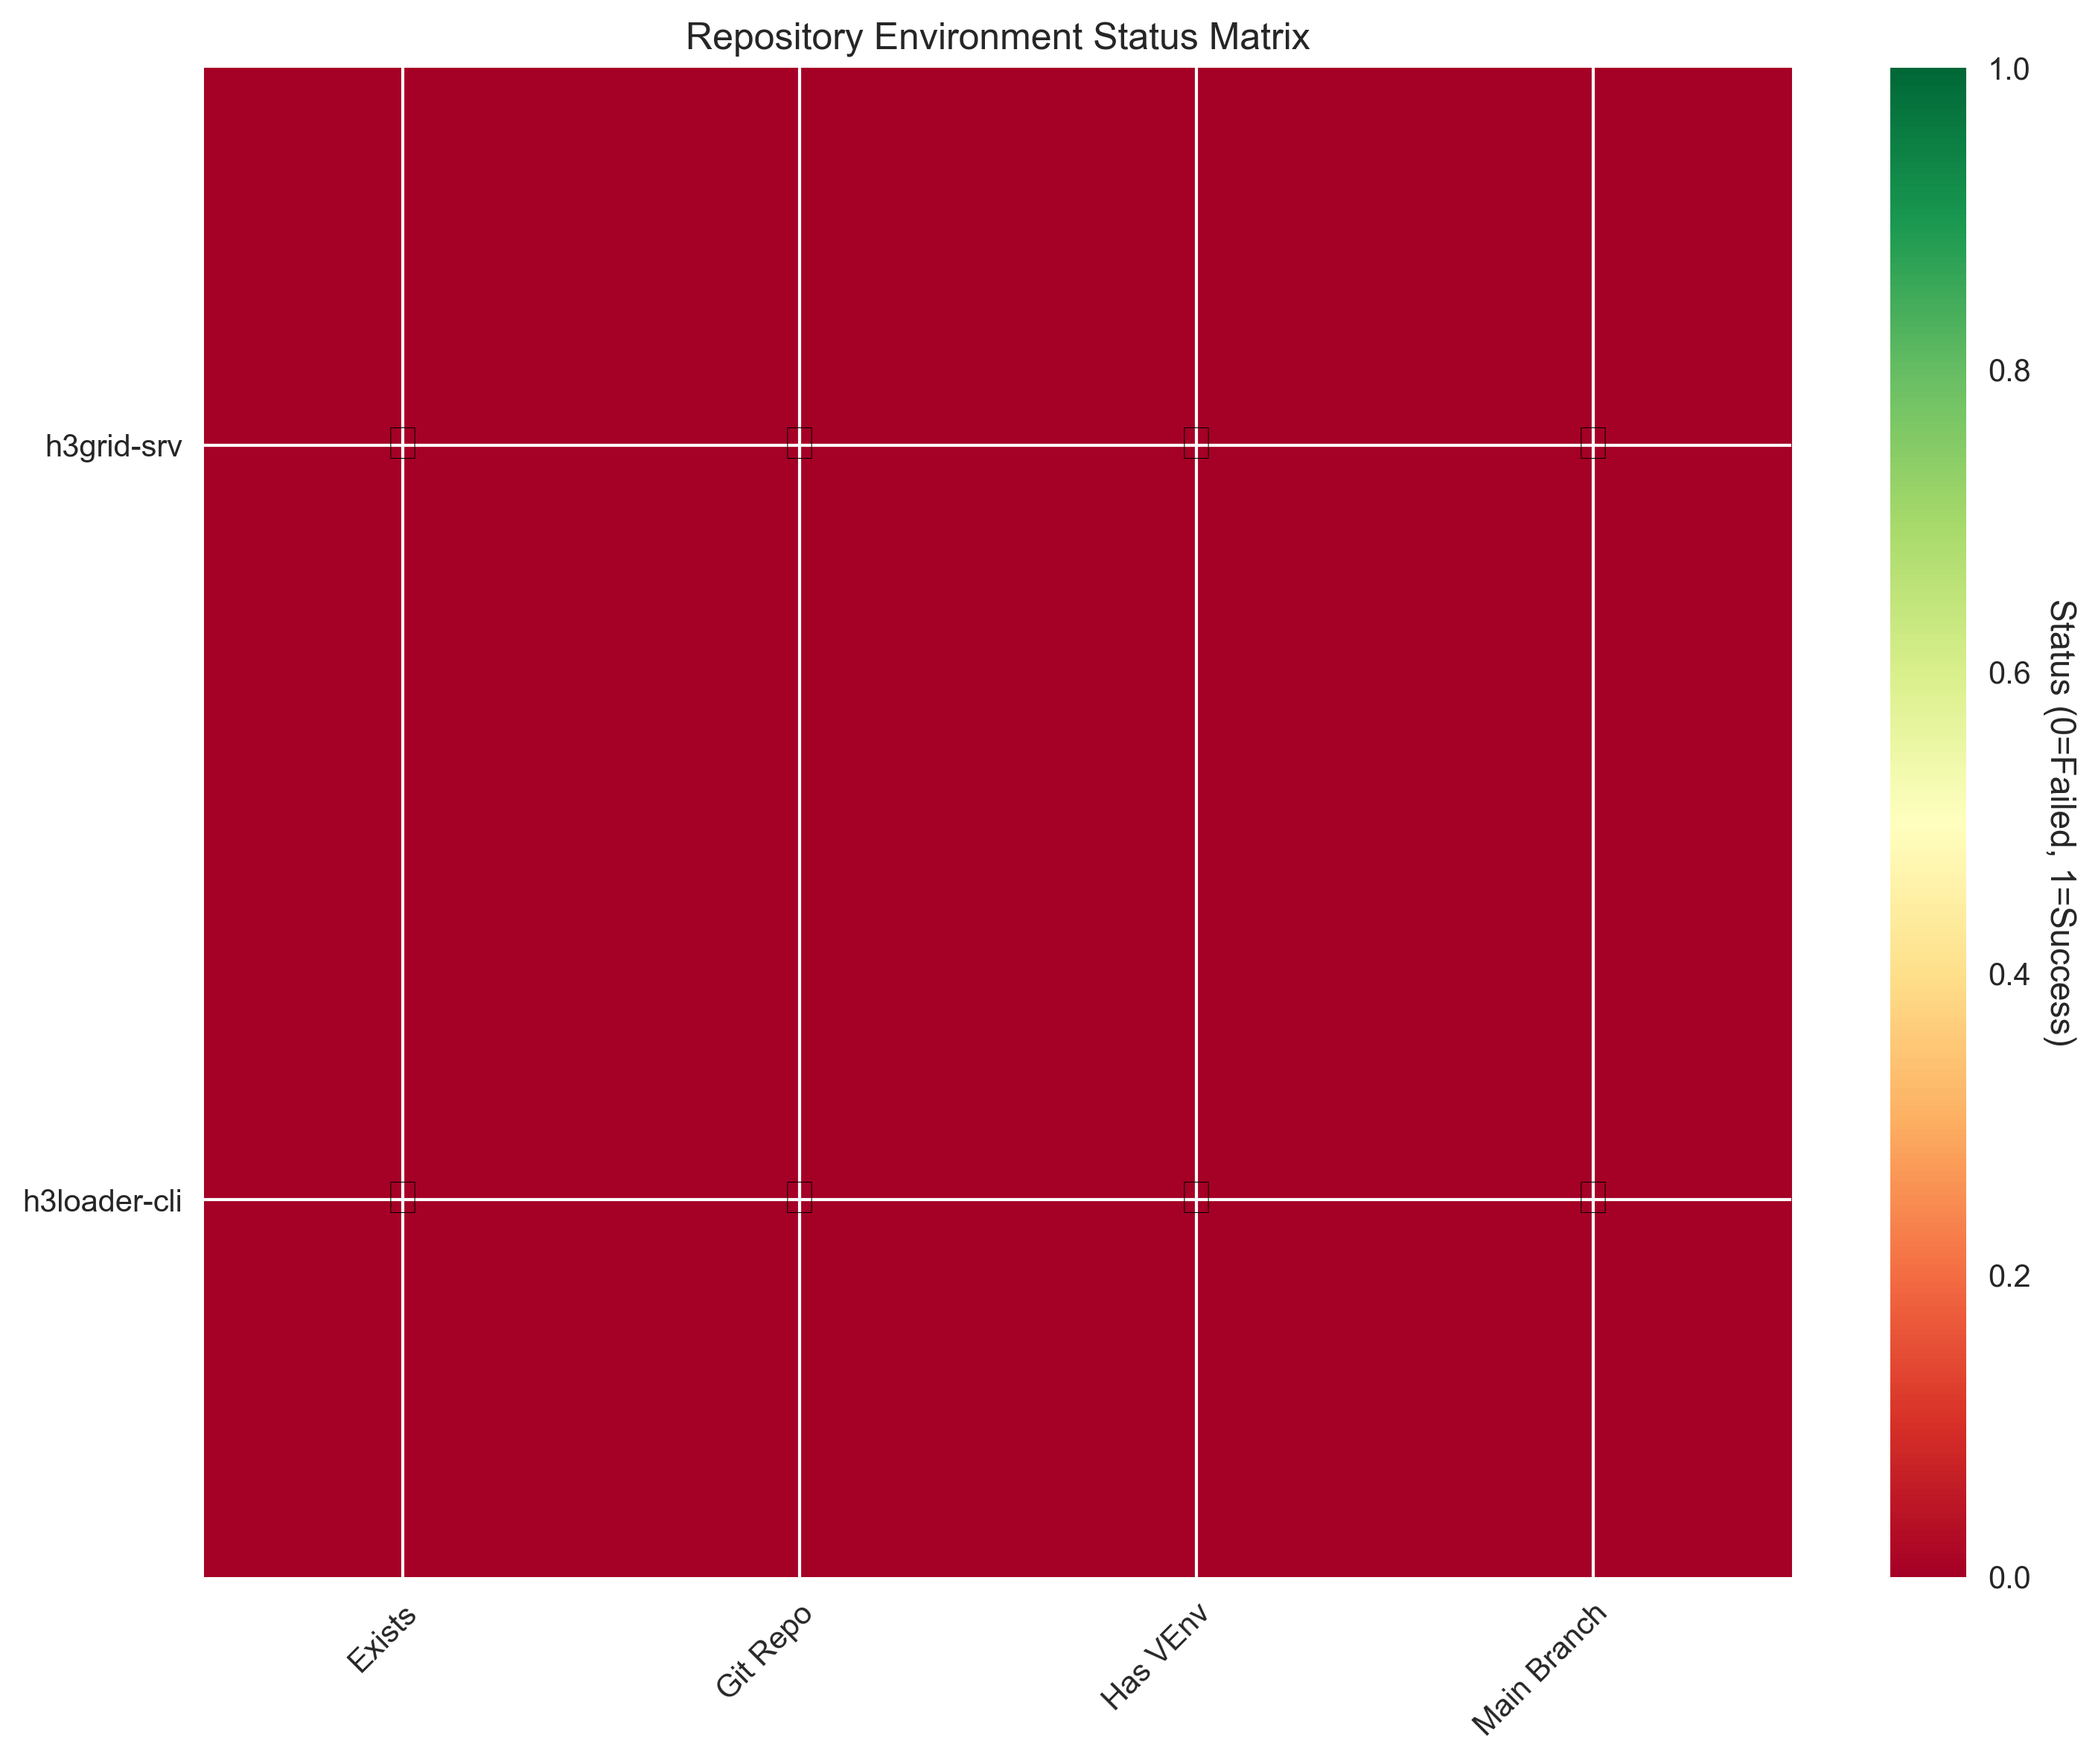 Repository Environment Status Matrix
h3grid-srv
h3loader-cli
Exists
Git Repo
Has VEnv
Main Branch
1.0
0.8
0.6
0.4
0.2
0.0
Status (0=Failed, 1=Success)